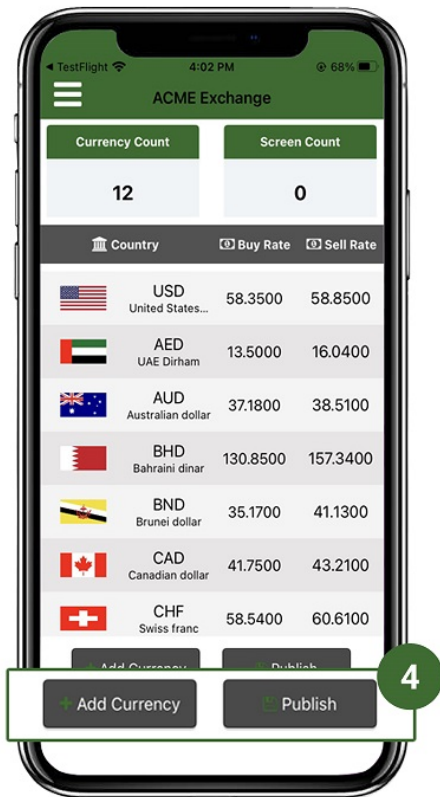 TestFlight 4:02 PM 68%
ACME Exchange
Currency Count Screen Count
12 0
Country Buy Rate Sell Rate
USD
United States... 58.3500 58.8500
AED
UAE Dirham 13.5000 16.0400
AUD
Australian dollar 37.1800 38.5100
BHD
Bahraini dinar 130.8500 157.3400
BND
Brunei dollar 35.1700 41.1300
CAD
Canadian dollar 41.7500 43.2100
CHF
Swiss franc 58.5400 60.6100
Add Currency Publish
4
+ Add Currency Publish